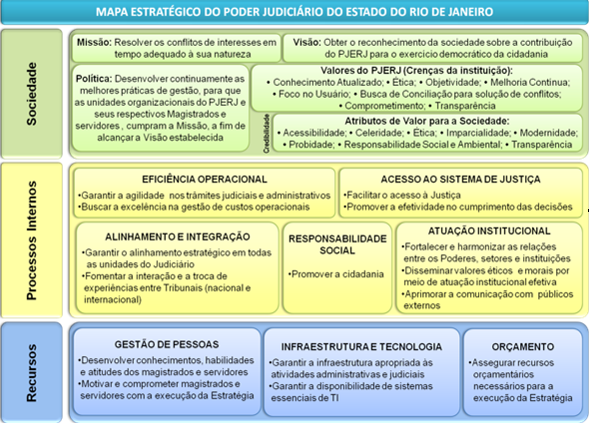 MAPA ESTRATÉGICO DO PODER JUDICIÁRIO DO ESTADO DO RIO DE JANEIRO
Sociedade
Missão: Resolver os conflitos de interesses em
tempo adequado à sua natureza
Visão: Obter o reconhecimento da sociedade sobre a contribuição
do PJERJ para o exercício democrático da cidadania
Política: Desenvolver continuamente as
melhores práticas de gestão, para que
as unidades organizacionais do PJERJ e
seus respectivos Magistrados e
servidores , cumpram a Missão, a fim de
alcançar a Visão estabelecida
Valores do PJERJ (Crenças da instituição):
• Conhecimento Atualizado; • Ética; • Objetividade; • Melhoria Contínua;
• Foco no Usuário; • Busca de Conciliação para solução de conflitos;
• Comprometimento; • Transparência
Credibilidade
Atributos de Valor para a Sociedade:
• Acessibilidade; • Celeridade; • Ética; • Imparcialidade; • Modernidade;
• Probidade; • Responsabilidade Social e Ambiental; • Transparência
Processos Internos
EFICIÊNCIA OPERACIONAL
•Garantir a agilidade nos trâmites judiciais e administrativos
•Buscar a excelência na gestão de custos operacionais
ACESSO AO SISTEMA DE JUSTIÇA
•Facilitar o acesso à Justiça
•Promover a efetividade no cumprimento das decisões
ALINHAMENTO E INTEGRAÇÃO
•Garantir o alinhamento estratégico em todas
as unidades do Judiciário
•Fomentar a interação e a troca de
experiências entre Tribunais (nacional e
internacional)
RESPONSABILIDADE
SOCIAL
•Promover a cidadania
ATUAÇÃO INSTITUCIONAL
•Fortalecer e harmonizar as relações
entre os Poderes, setores e instituições
•Disseminar valores éticos e morais por
meio de atuação institucional efetiva
•Aprimorar a comunicação com públicos
externos
Recursos
GESTÃO DE PESSOAS
•Desenvolver conhecimentos, habilidades
e atitudes dos magistrados e servidores
•Motivar e comprometer magistrados e
servidores com a execução da Estratégia
INFRAESTRUTURA E TECNOLOGIA
•Garantir a infraestrutura apropriada às
atividades administrativas e judiciais
•Garantir a disponibilidade de sistemas
essenciais de TI
ORÇAMENTO
•Assegurar recursos
orçamentários
necessários para a
execução da Estratégia